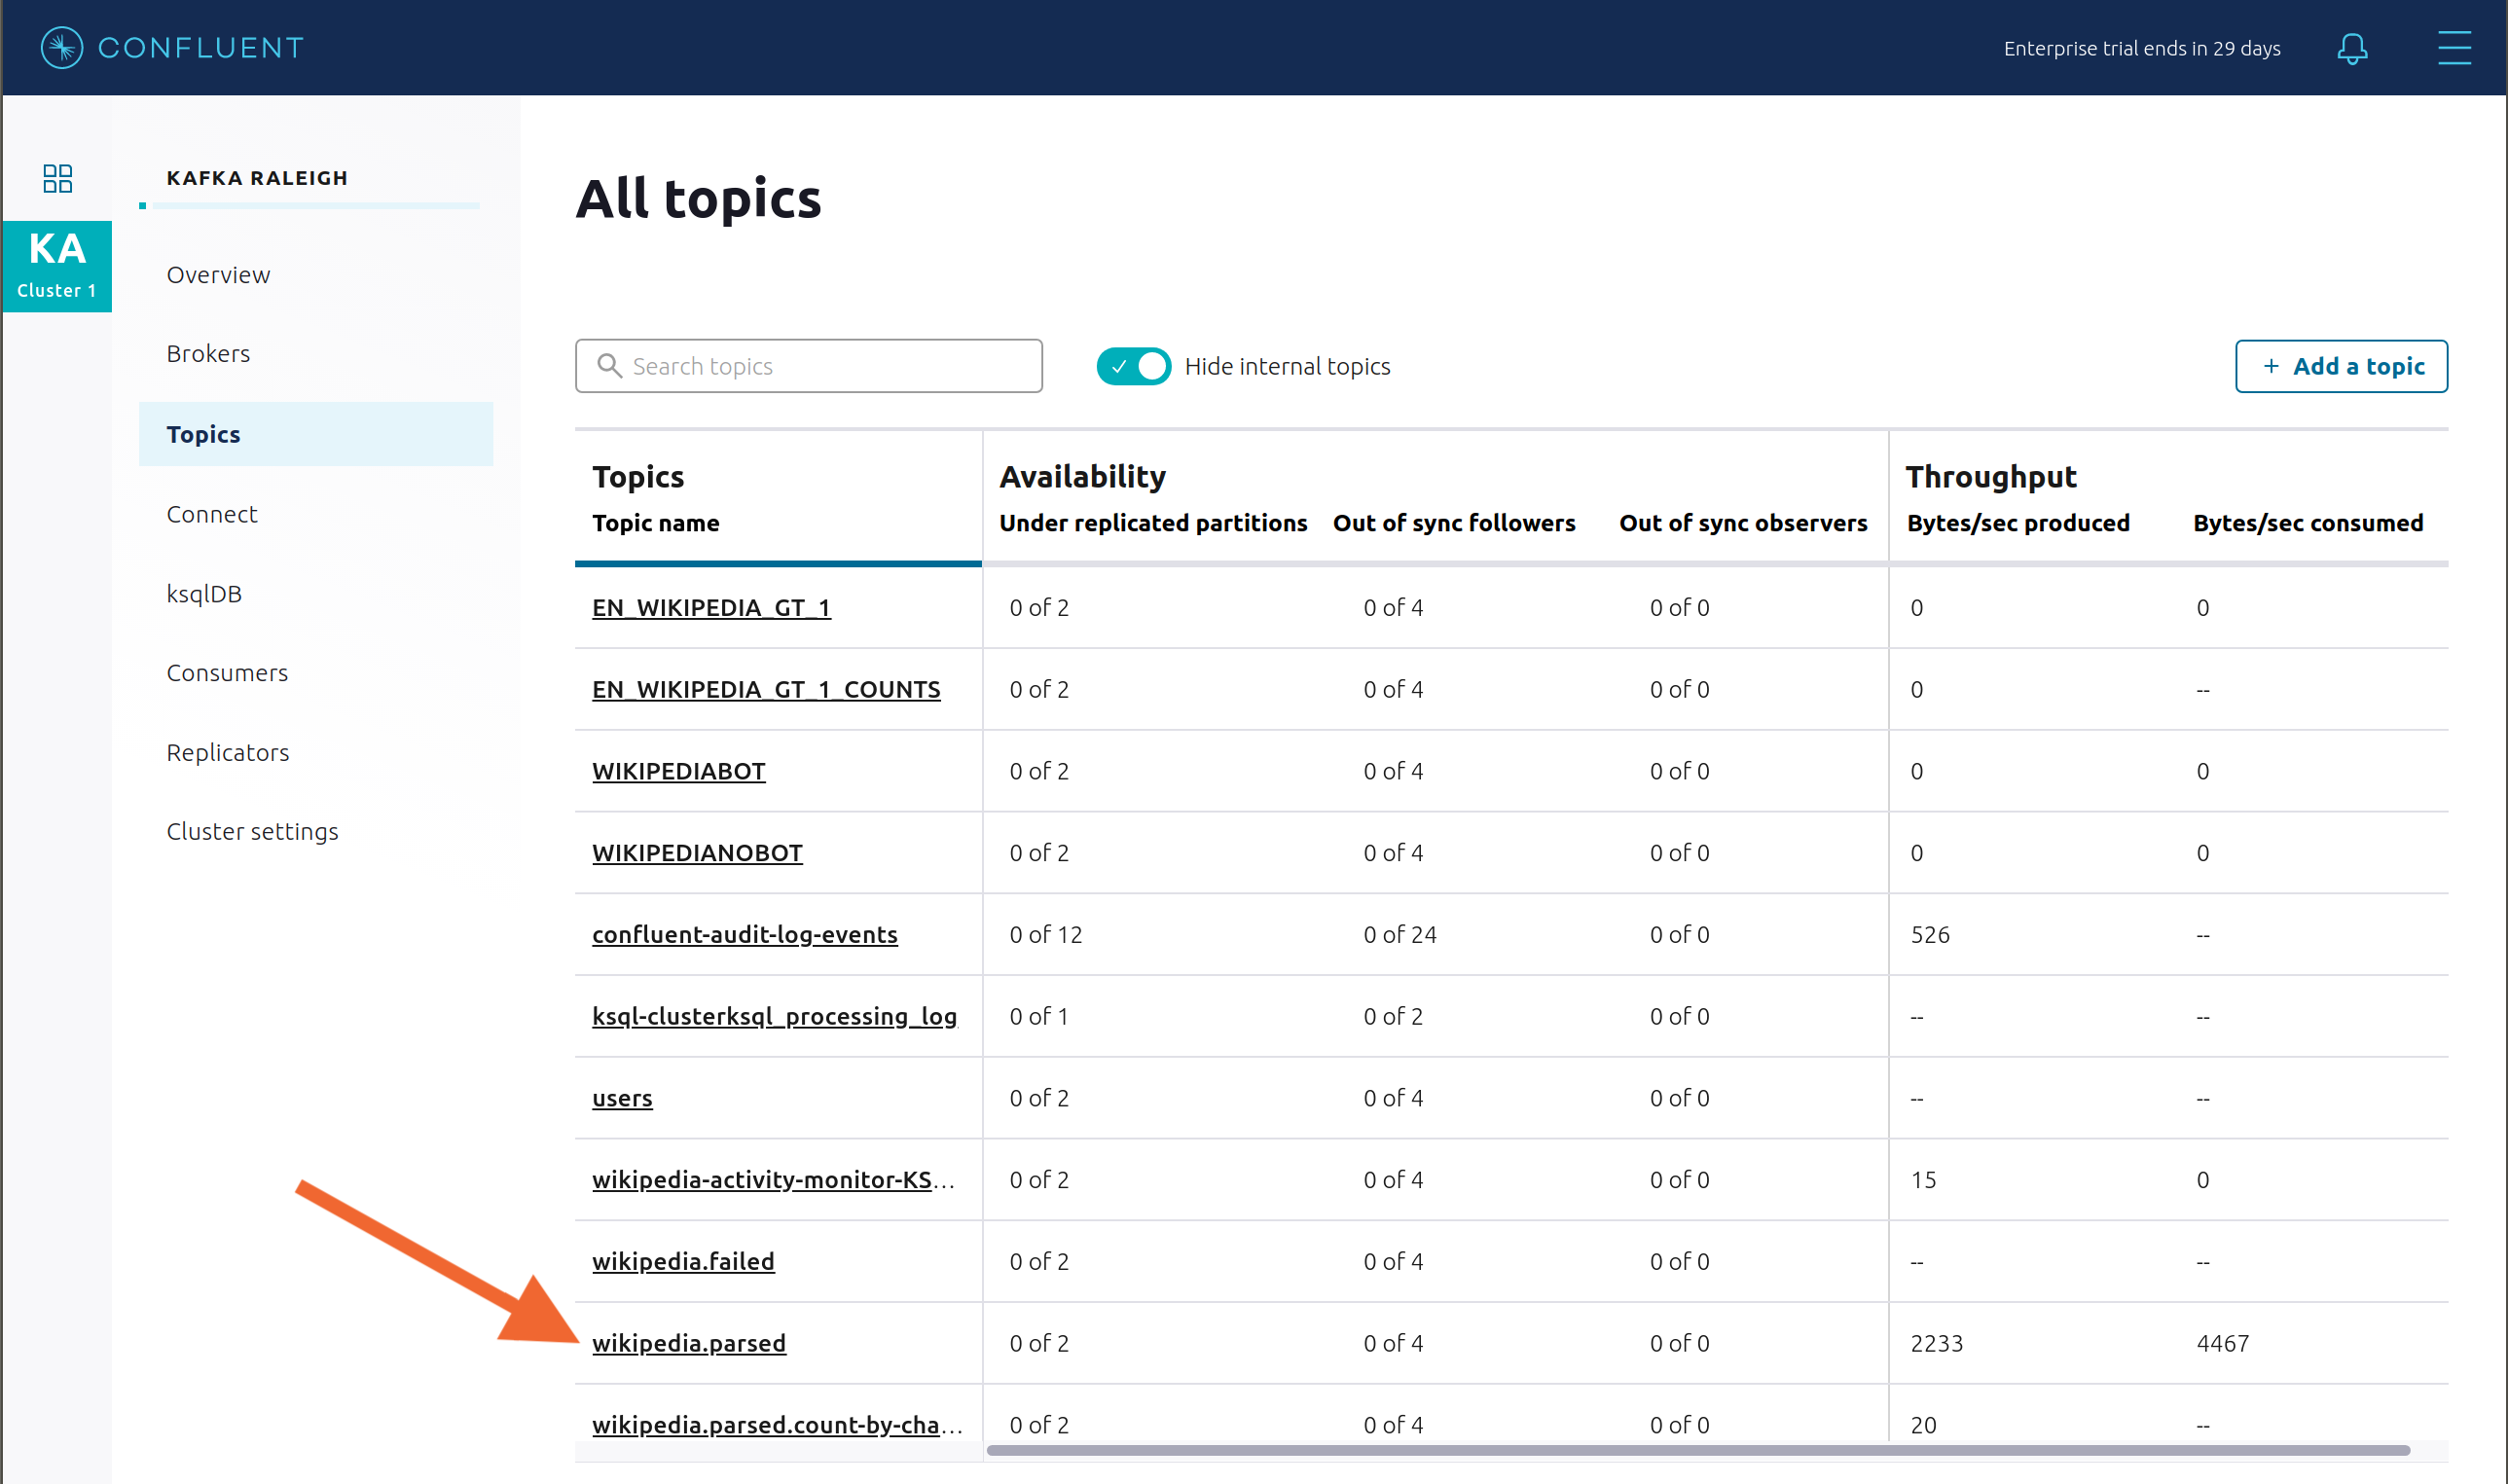 CONFLUENT
Enterprise trial ends in 29 days
KA
Cluster 1
KAFKA RALEIGH
Overview
Brokers
Topics
Connect
ksqlDB
Consumers
Replicators
Cluster settings
All topics
Search topics
Hide internal topics
+ Add a topic
Topics Availability Throughput
Topic name Under replicated partitions Out of sync followers Out of sync observers Bytes/sec produced Bytes/sec consumed
EN_WIKIPEDIA_GT_1 0 of 2 0 of 4 0 of 0 0 0
EN_WIKIPEDIA_GT_1_COUNTS 0 of 2 0 of 4 0 of 0 0 --
WIKIPEDIABOT 0 of 2 0 of 4 0 of 0 0 0
WIKIPEDIANOBOT 0 of 2 0 of 4 0 of 0 0 0
confluent-audit-log-events 0 of 12 0 of 24 0 of 0 526 --
ksql-clusterksql_processing_log 0 of 1 0 of 2 0 of 0 -- --
users 0 of 2 0 of 4 0 of 0 -- --
wikipedia-activity-monitor-KS... 0 of 2 0 of 4 0 of 0 15 0
wikipedia.failed 0 of 2 0 of 4 0 of 0 -- --
wikipedia.parsed 0 of 2 0 of 4 0 of 0 2233 4467
wikipedia.parsed.count-by-cha... 0 of 2 0 of 4 0 of 0 20 --